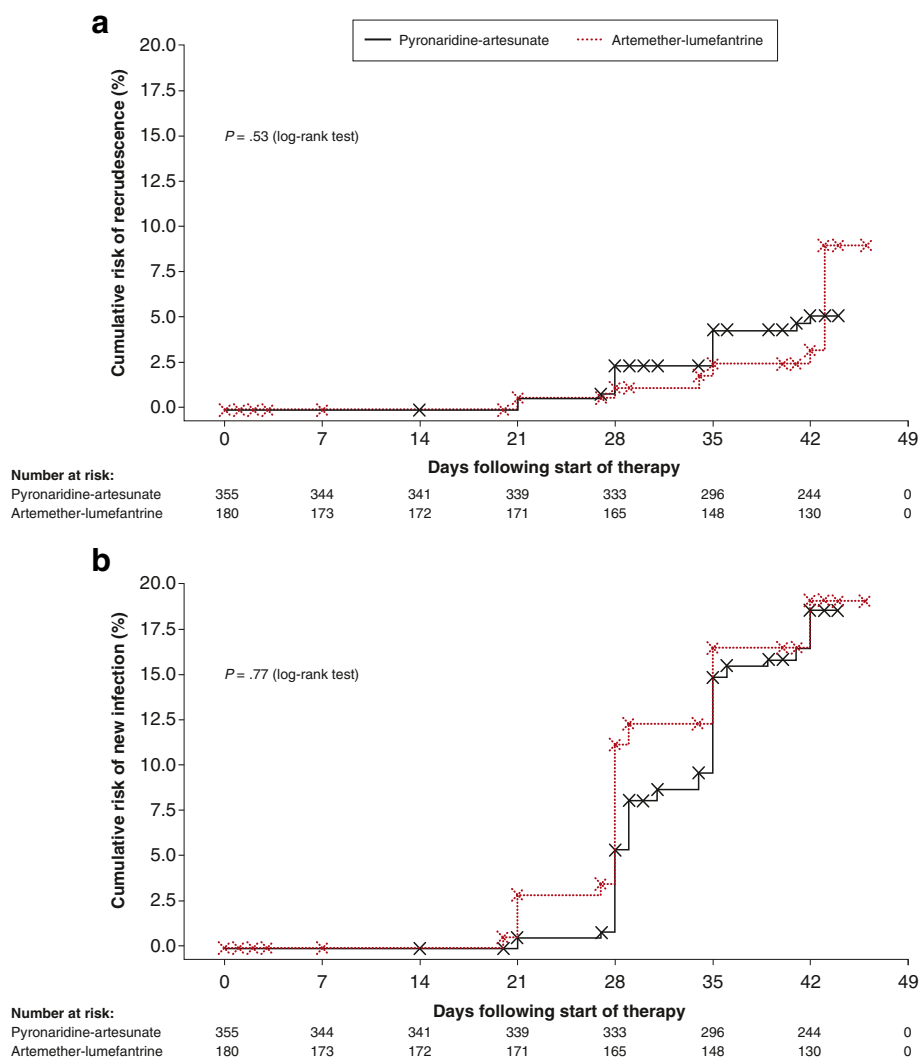 a
Pyronaridine-artesunate Artemether-lumefantrine
Cumulative risk of recrudescence (%)
20.0
17.5
15.0
12.5
10.0
7.5
5.0
2.5
0.0
P = .53 (log-rank test)
0 7 14 21 28 35 42 49
Days following start of therapy
Number at risk:
Pyronaridine-artesunate 355 344 341 339 333 296 244 0
Artemether-lumefantrine 180 173 172 171 165 148 130 0
b
Cumulative risk of new infection (%)
20.0
17.5
15.0
12.5
10.0
7.5
5.0
2.5
0.0
P = .77 (log-rank test)
0 7 14 21 28 35 42 49
Days following start of therapy
Number at risk:
Pyronaridine-artesunate 355 344 341 339 333 296 244 0
Artemether-lumefantrine 180 173 172 171 165 148 130 0